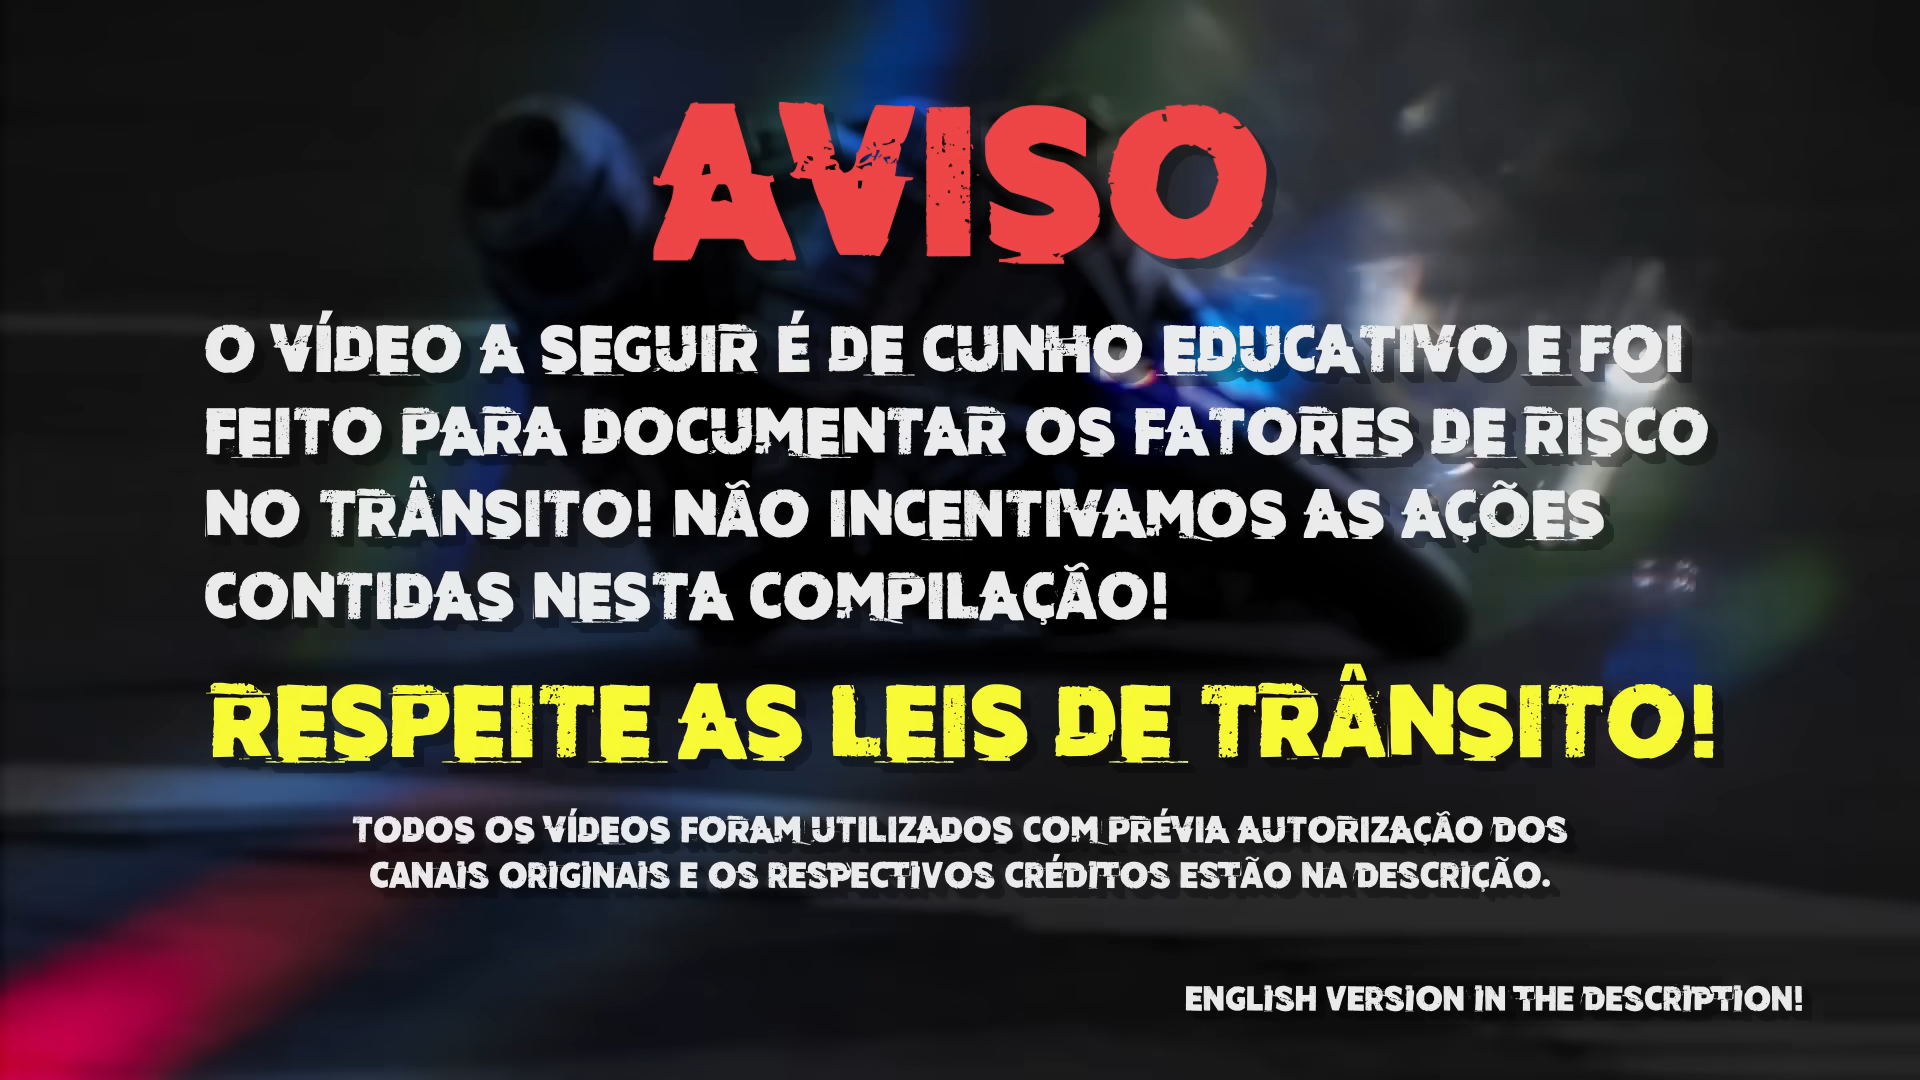 AVISO
O VÍDEO A SEGUIR É DE CUNHO EDUCATIVO E FOI
FEITO PARA DOCUMENTAR OS FATORES DE RISCO
NO TRÂNSITO! NÃO INCENTIVAMOS AS AÇÕES
CONTIDAS NESTA COMPILAÇÃO!
RESPEITE AS LEIS DE TRÂNSITO!
TODOS OS VÍDEOS FORAM UTILIZADOS COM PRÉVIA AUTORIZAÇÃO DOS
CANAIS ORIGINAIS E OS RESPECTIVOS CRÉDITOS ESTÃO NA DESCRIÇÃO.
ENGLISH VERSION IN THE DESCRIPTION!